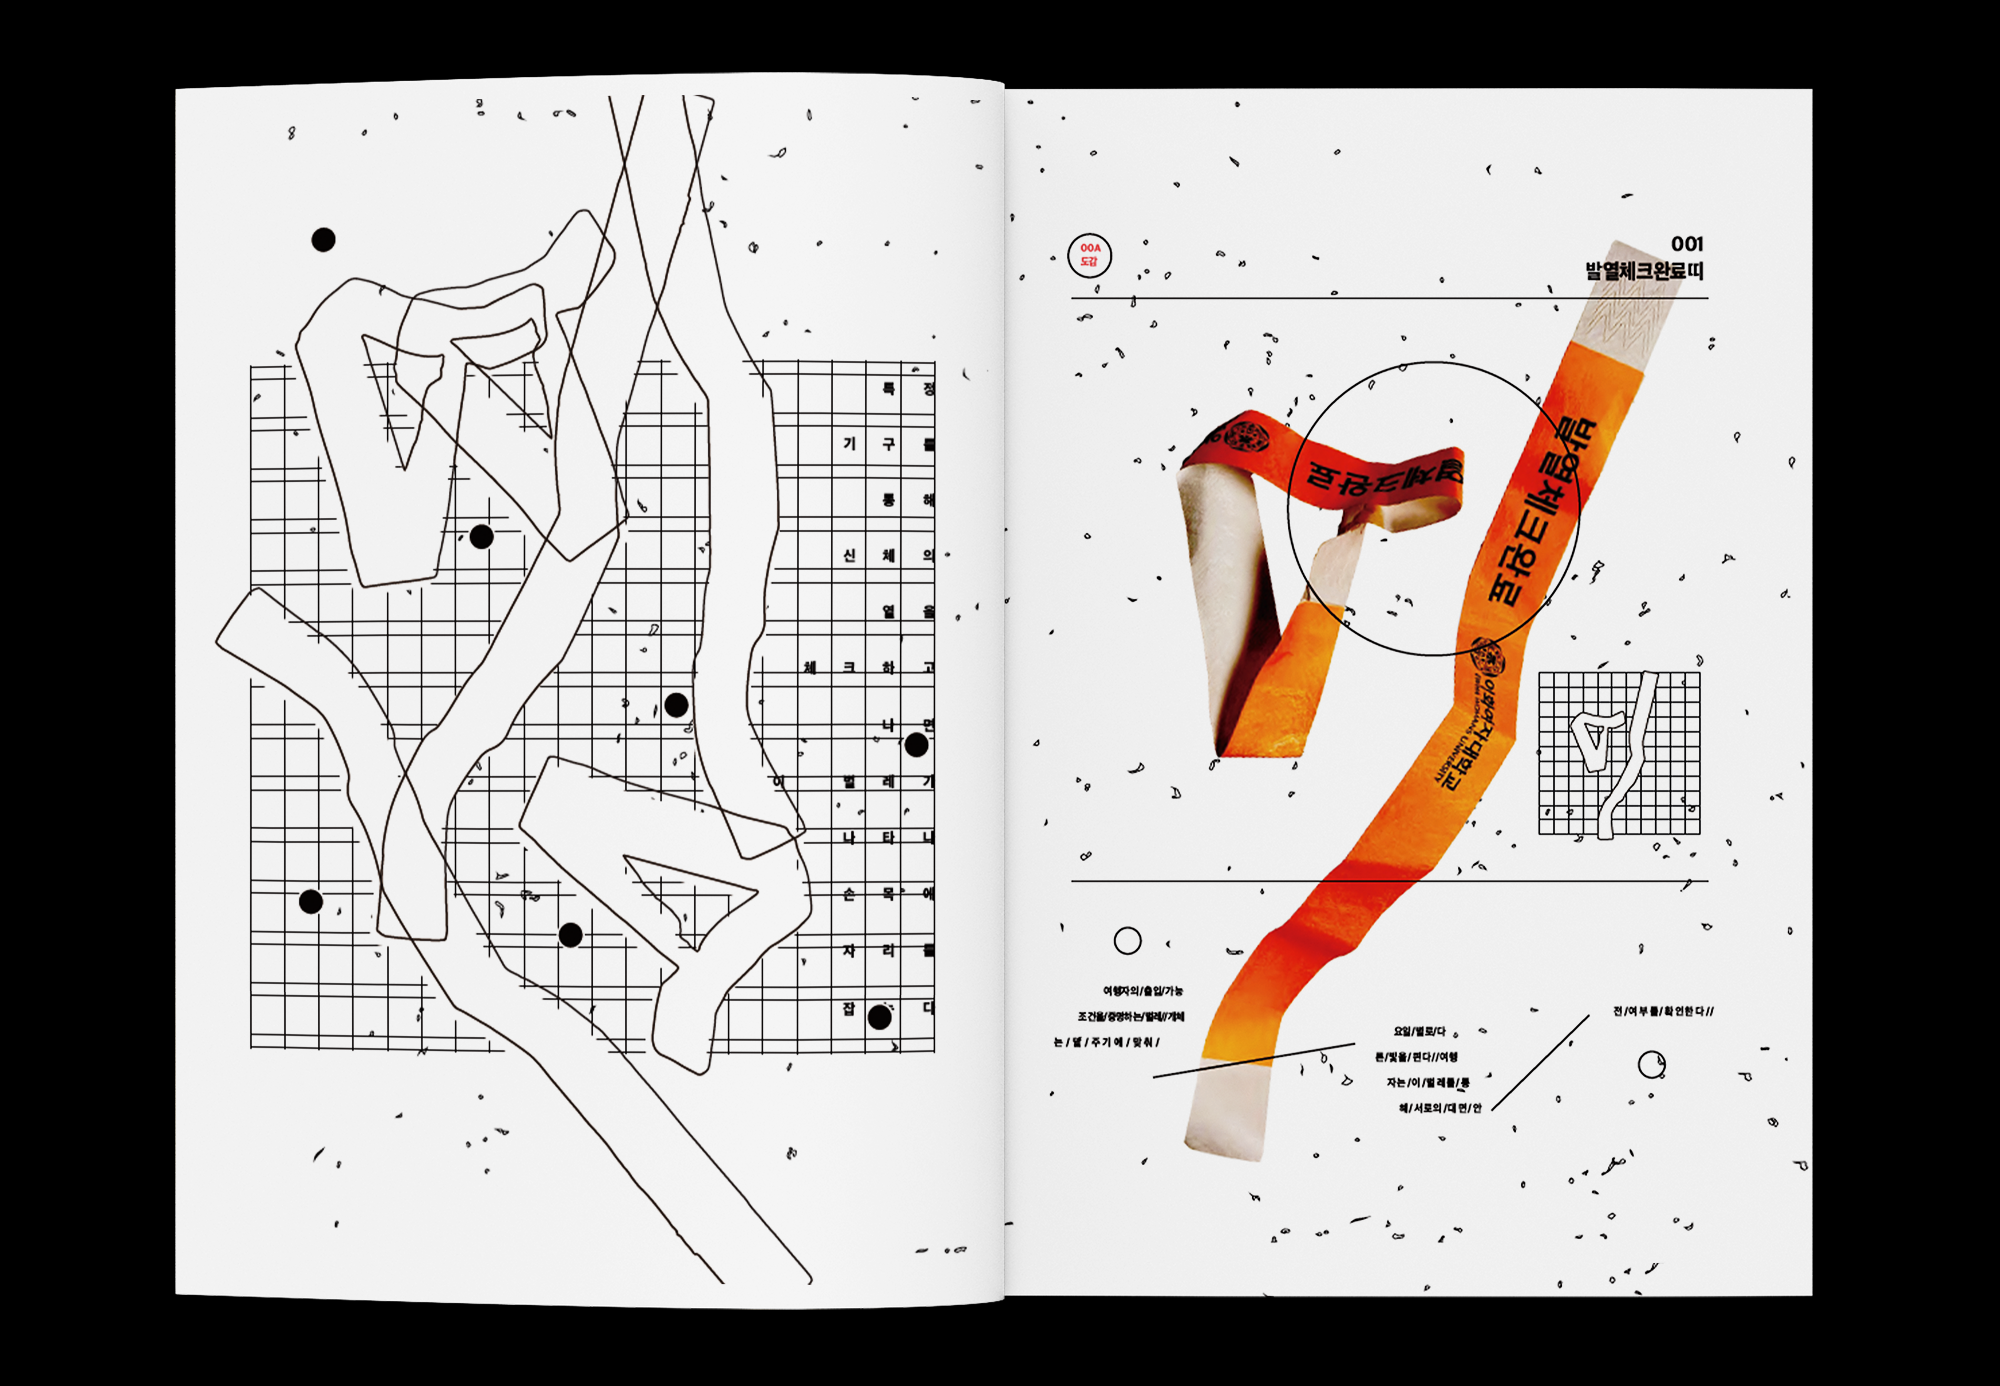 특 정
기 구 를
통 해
신 체 의
열 을
체 크 하 고
나 면
이 벌 레 가
나 타 나
손 목 에
자 리 를
잡 다
00A
도감
001
발열체크완료띠
열체크완료
발열체크완료
이화여자대학교
EWHA WOMANS UNIVERSITY
여행자의/출입/가능
조건을/증명하는/벌레//개체
는/달/주기에/맞춰/
요일/별로/다
른/빛을/띤다//여행
자는/이/벌레를/통
해/서로의/대면/안
전/여부를/확인한다//